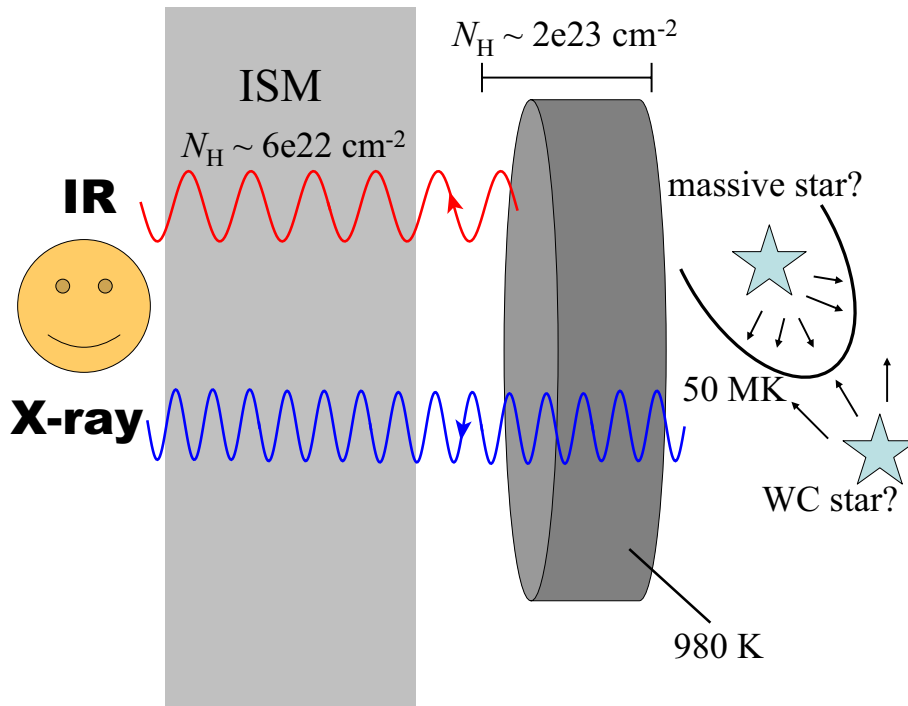 N_H ~ 2e23 cm⁻²
ISM
N_H ~ 6e22 cm⁻²
massive star?
IR
50 MK
X-ray
WC star?
980 K